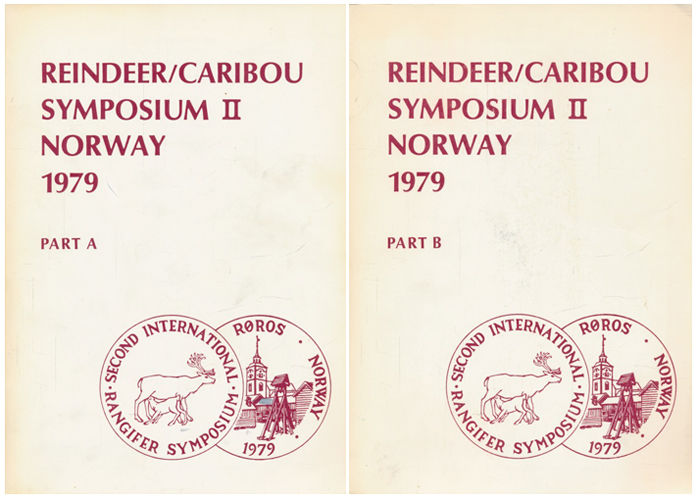 REINDEER/CARIBOU
SYMPOSIUM II
NORWAY
1979
PART A
SECOND INTERNATIONAL
· RANGIFER SYMPOSIUM ·
RØROS · NORWAY ·
1979
REINDEER/CARIBOU
SYMPOSIUM II
NORWAY
1979
PART B
SECOND INTERNATIONAL
· RANGIFER SYMPOSIUM ·
RØROS · NORWAY ·
1979